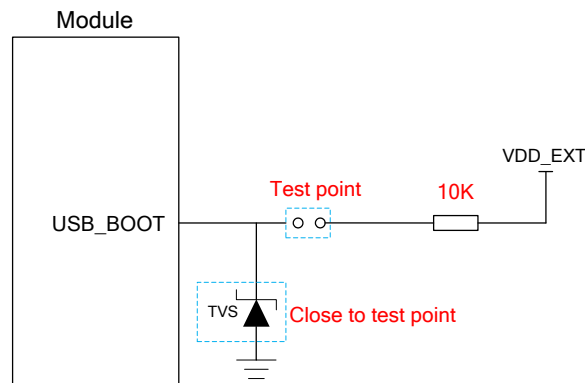 Module
VDD_EXT
Test point
10K
USB_BOOT
TVS
Close to test point